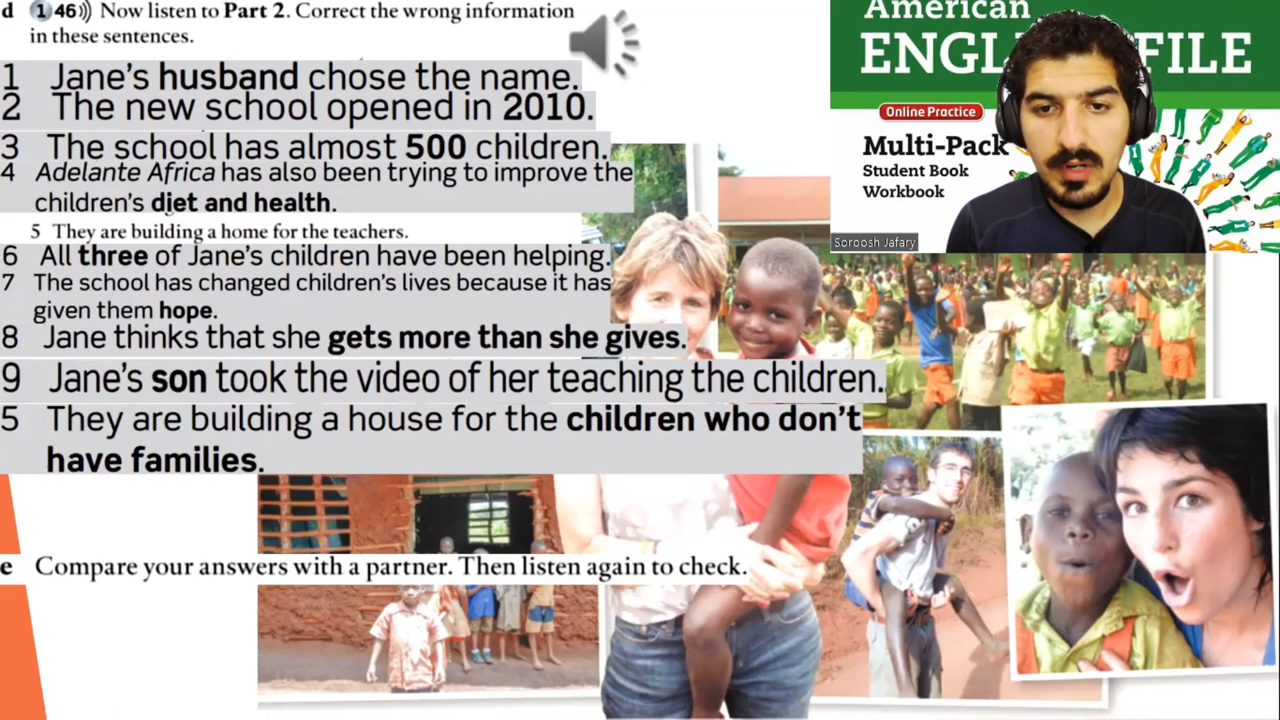 d 1 46)) Now listen to Part 2. Correct the wrong information
in these sentences.
1 Jane's husband chose the name.
2 The new school opened in 2010.
3 The school has almost 500 children.
4 Adelante Africa has also been trying to improve the
children's diet and health.
5 They are building a home for the teachers.
6 All three of Jane's children have been helping.
7 The school has changed children's lives because it has
given them hope.
8 Jane thinks that she gets more than she gives.
9 Jane's son took the video of her teaching the children.
5 They are building a house for the children who don't
have families.
e Compare your answers with a partner. Then listen again to check.
American
ENGL FILE
Online Practice
Multi-Pack
Student Book
Workbook
Soroosh Jafary